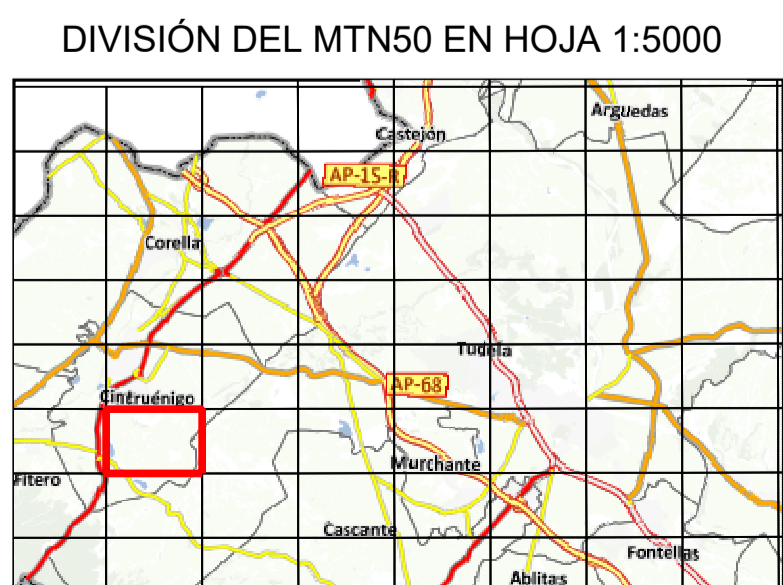 DIVISIÓN DEL MTN50 EN HOJA 1:5000
Arguedas
Castejón
AP-15-R
Corella
Tudela
AP-68
Cintruénigo
Murchante
Fitero
Cascante
Fontellas
Ablitas